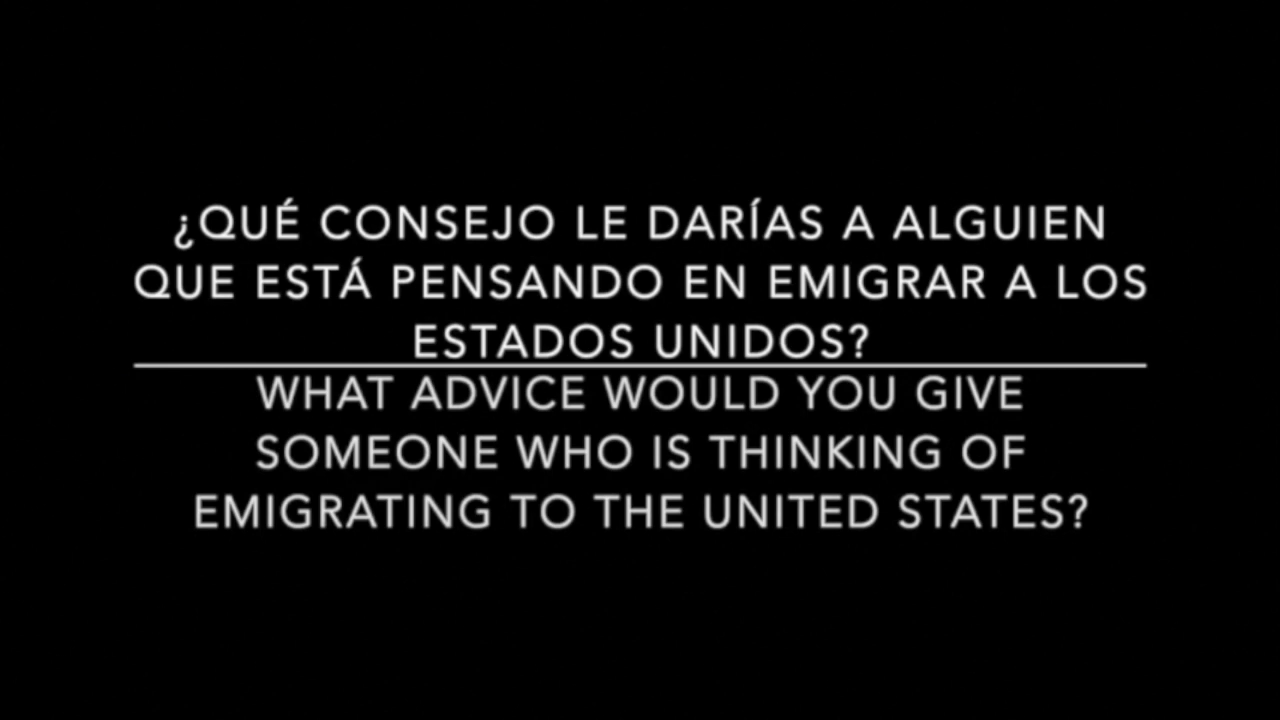 ¿QUÉ CONSEJO LE DARÍAS A ALGUIEN
QUE ESTÁ PENSANDO EN EMIGRAR A LOS
ESTADOS UNIDOS?
WHAT ADVICE WOULD YOU GIVE
SOMEONE WHO IS THINKING OF
EMIGRATING TO THE UNITED STATES?